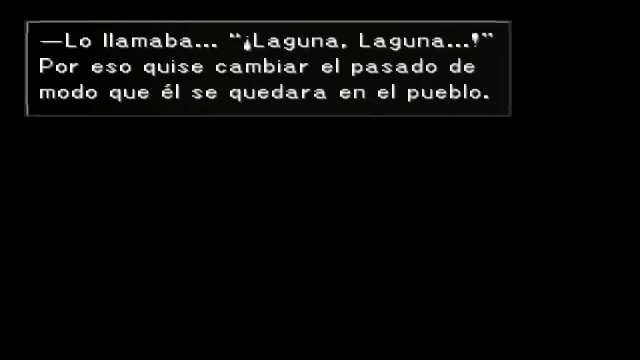 —Lo llamaba... “¡Laguna, Laguna...!”
Por eso quise cambiar el pasado de
modo que él se quedara en el pueblo.